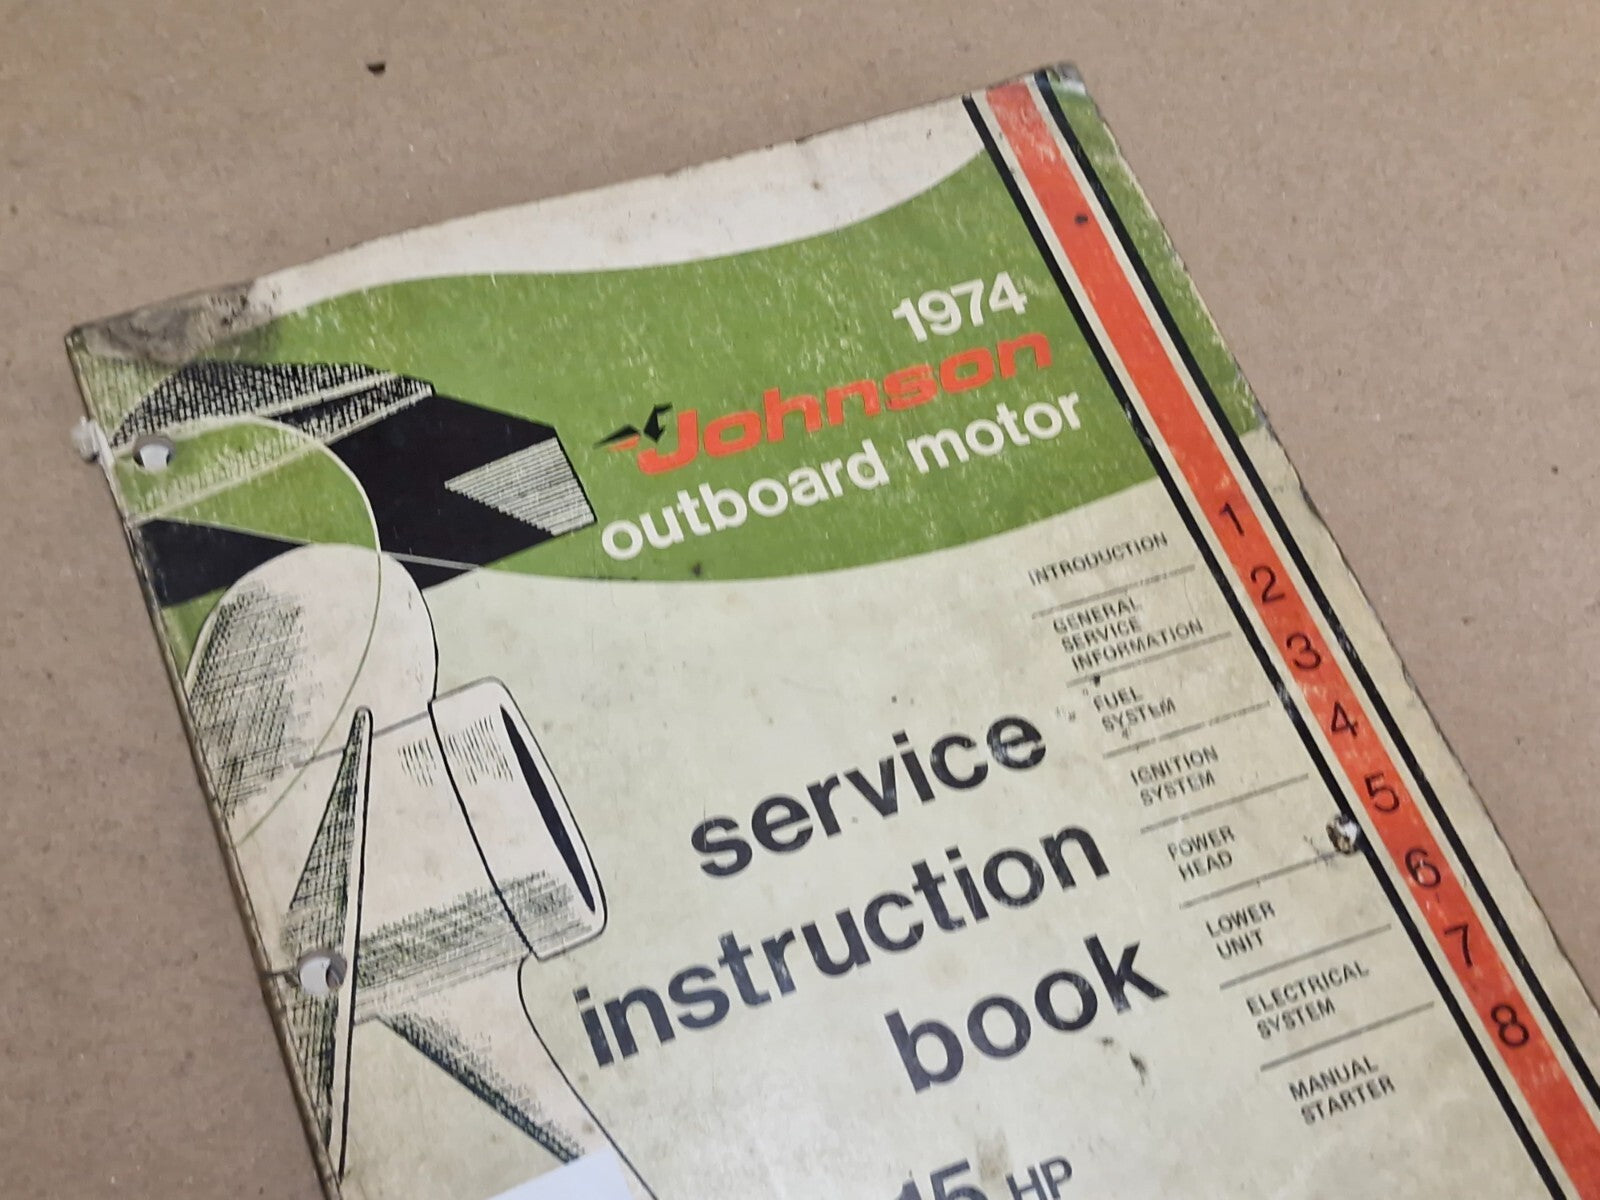 1974
Johnson
outboard motor
service
instruction
book
15 HP
INTRODUCTION
GENERAL
SERVICE
INFORMATION
FUEL
SYSTEM
IGNITION
SYSTEM
POWER
HEAD
LOWER
UNIT
ELECTRICAL
SYSTEM
MANUAL
STARTER
1
2
3
4
5
6
7
8